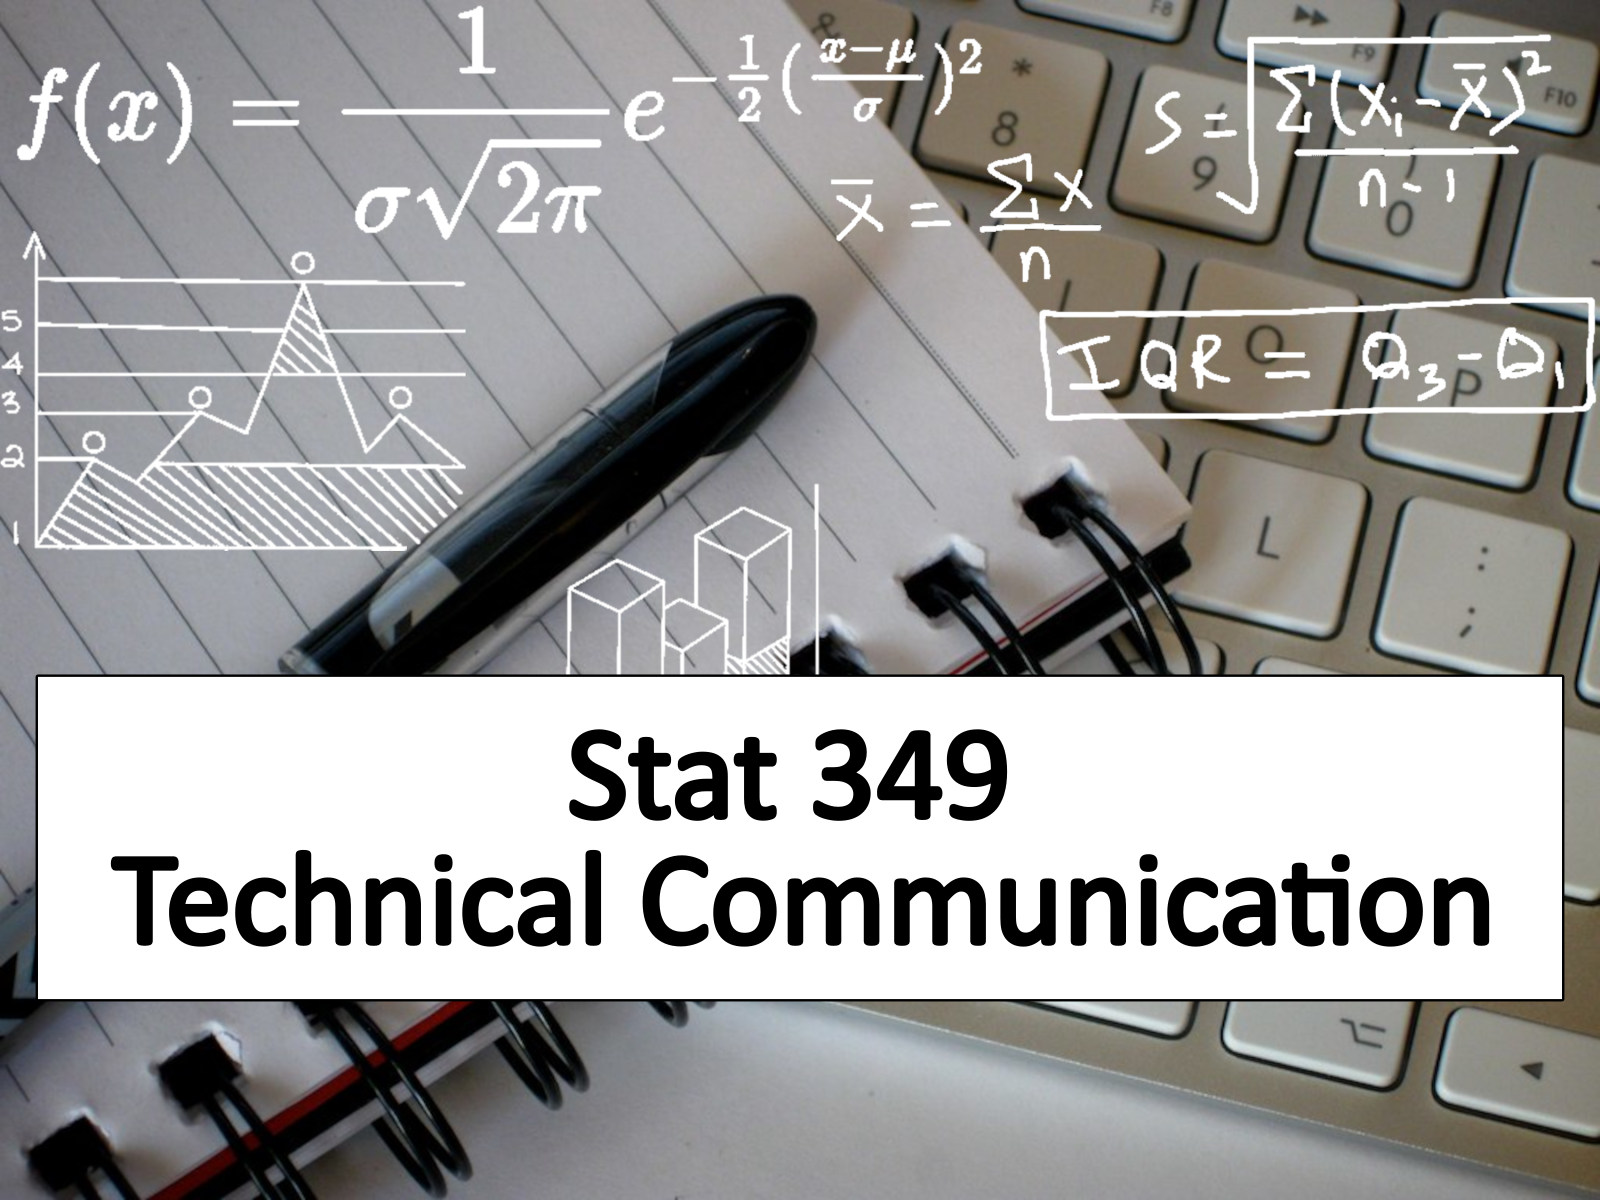 f(x) = \frac{1}{\sigma\sqrt{2\pi}} e^{-\frac{1}{2}(\frac{x-\mu}{\sigma})^2}
S = \sqrt{\frac{\sum(x_i-\bar{x})^2}{n-1}}
\bar{x} = \frac{\sum x}{n}
IQR = Q_3-Q_1
5
4
3
2
1
F8
F9
F10
&
*
8
(
9
)
0
I
O
P
L
:
;
Stat 349
Technical Communication